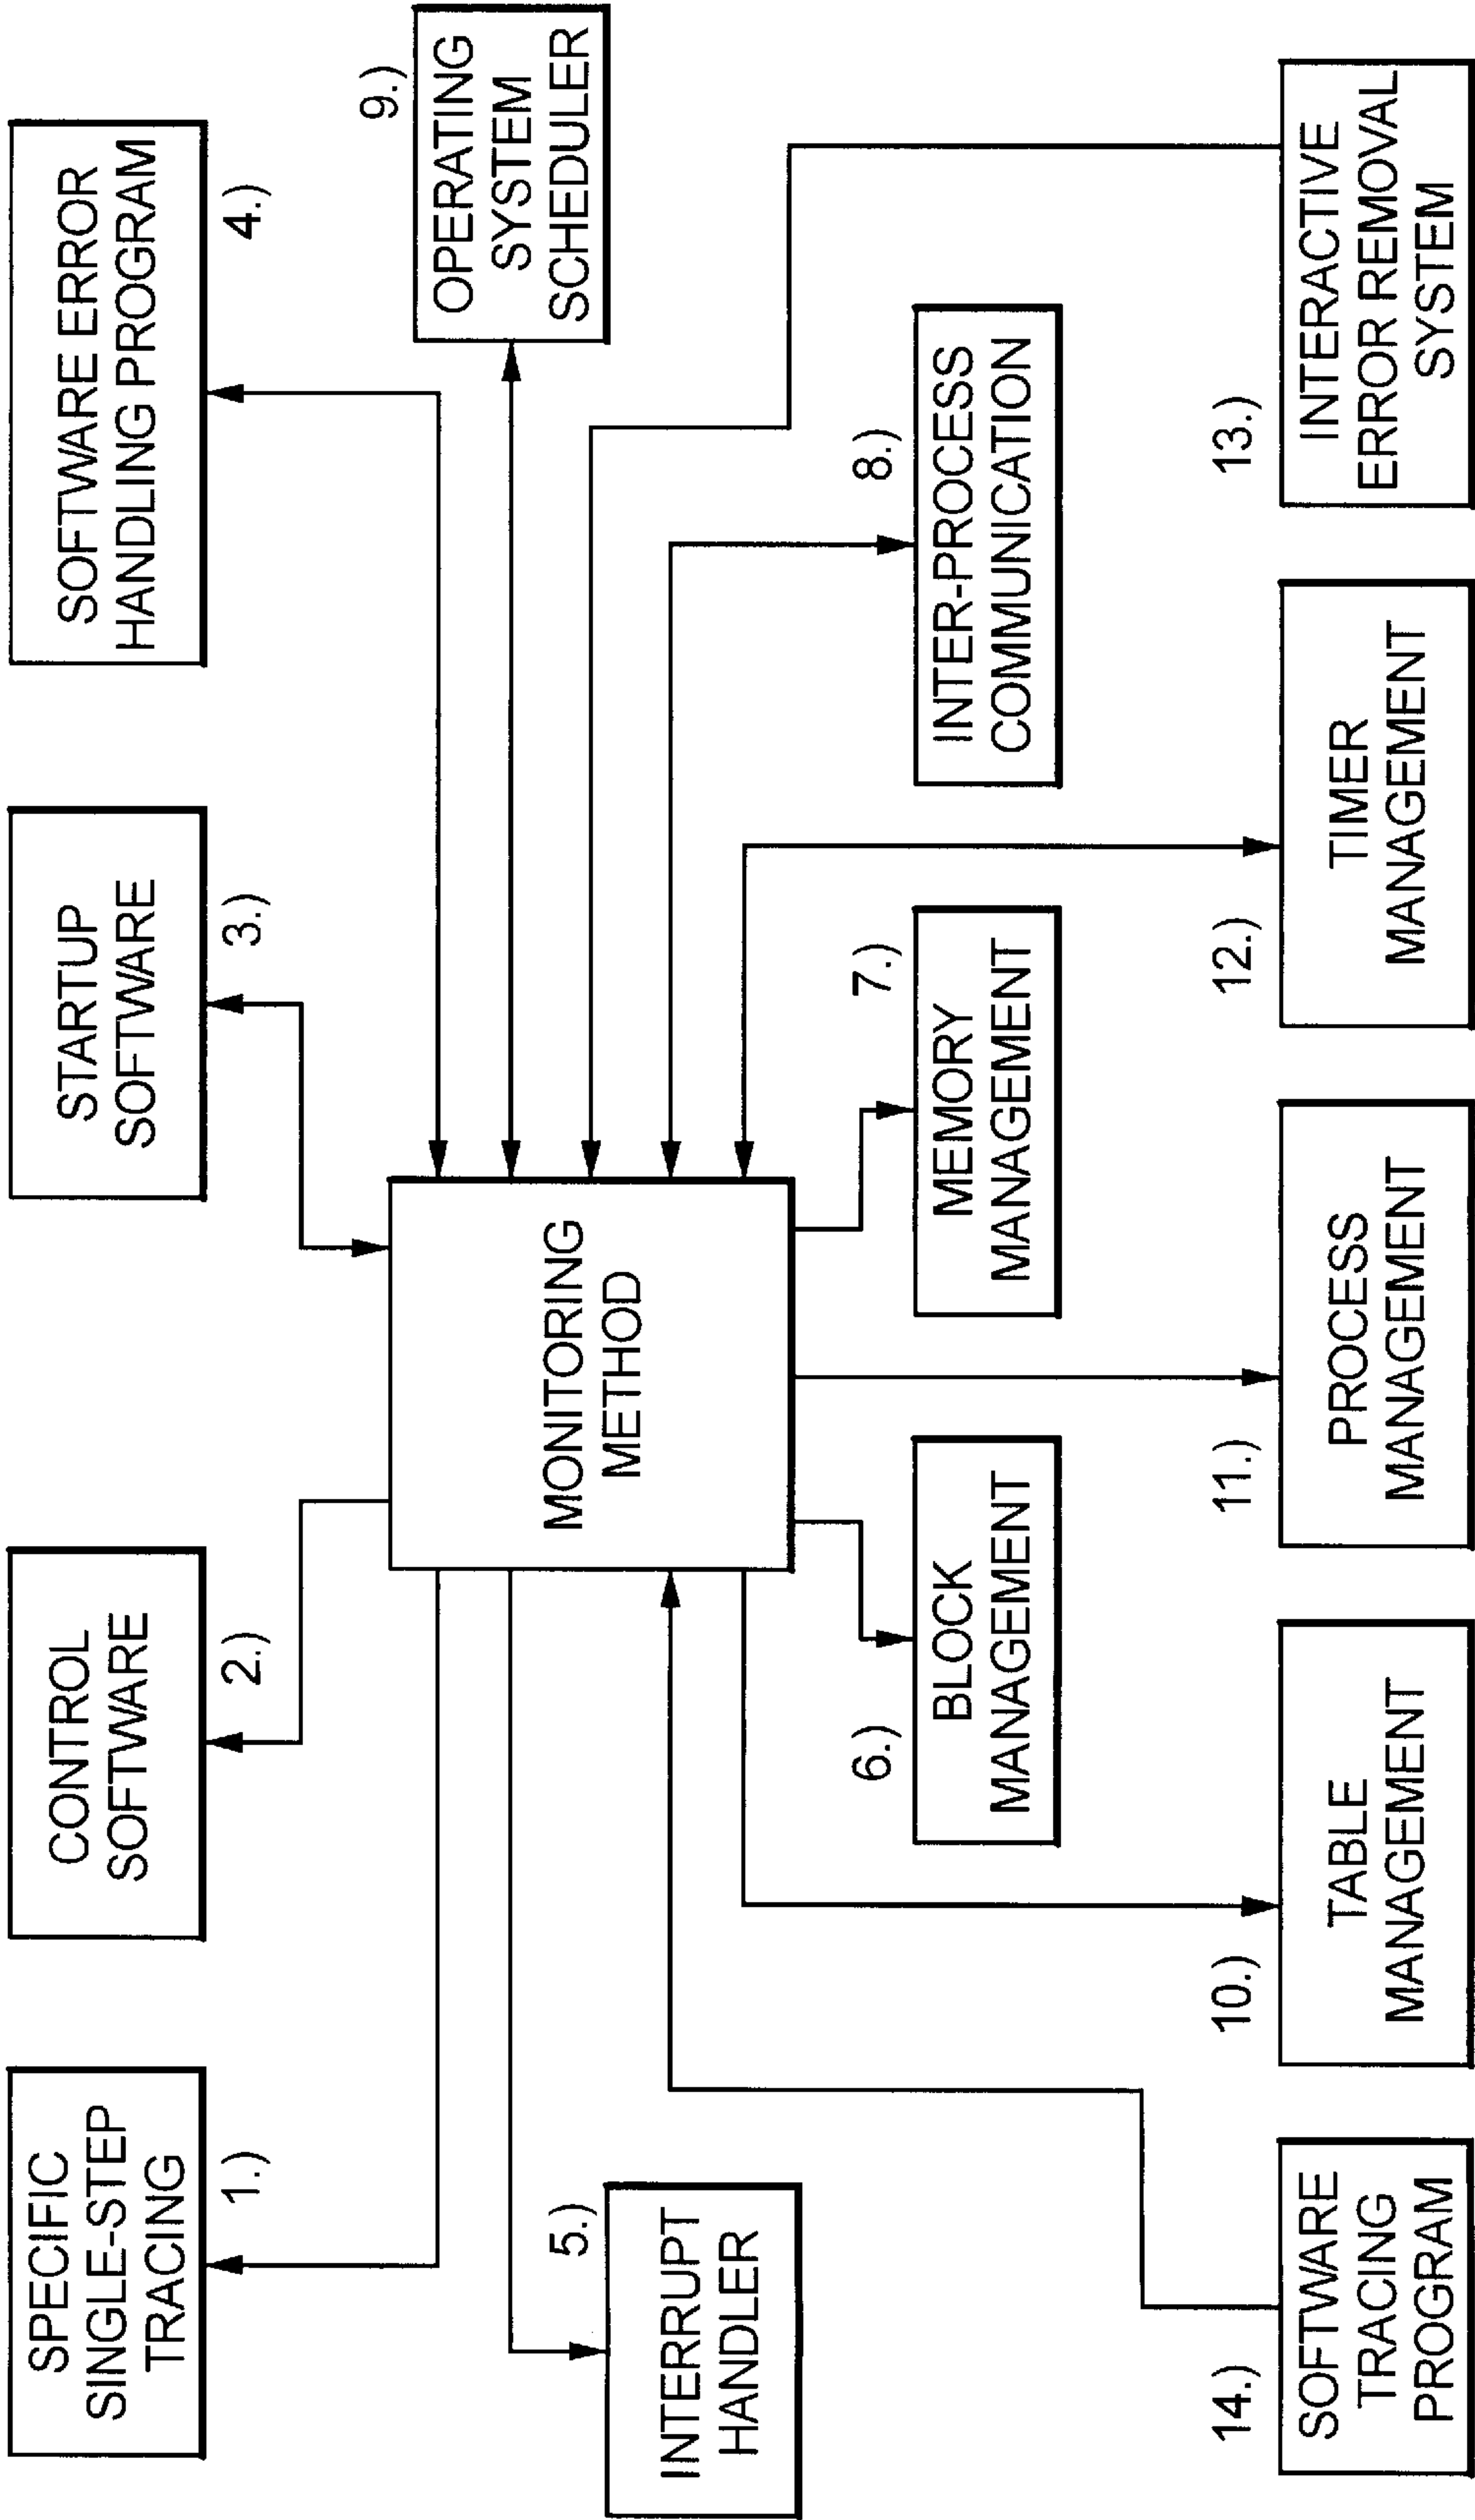 SPECIFIC
SINGLE-STEP
TRACING
1.)
CONTROL
SOFTWARE
2.)
STARTUP
SOFTWARE
3.)
SOFTWARE ERROR
HANDLING PROGRAM
4.)
9.)
OPERATING
SYSTEM
SCHEDULER
MONITORING
METHOD
5.)
INTERRUPT
HANDLER
6.)
BLOCK
MANAGEMENT
7.)
MEMORY
MANAGEMENT
8.)
INTER-PROCESS
COMMUNICATION
14.)
SOFTWARE
TRACING
PROGRAM
10.)
TABLE
MANAGEMENT
11.)
PROCESS
MANAGEMENT
12.)
TIMER
MANAGEMENT
13.)
INTERACTIVE
ERROR REMOVAL
SYSTEM